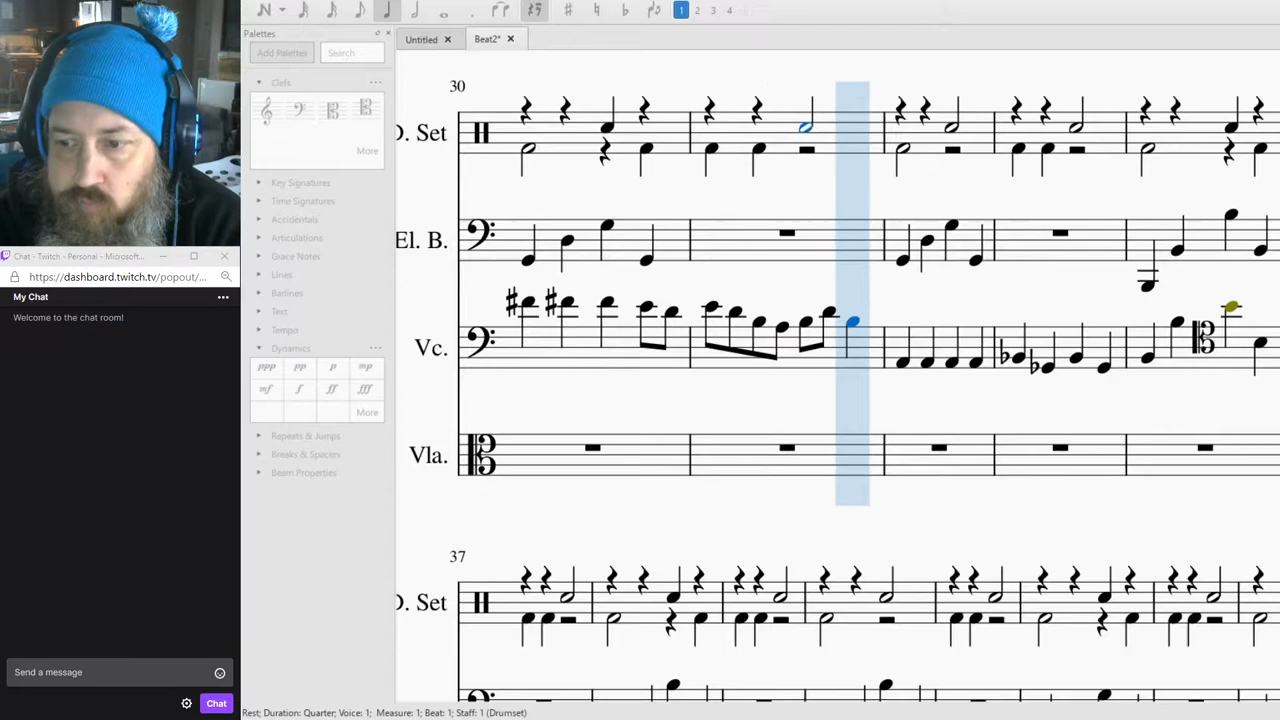 1 2 3 4
Palettes
Add Palettes
Search
Clefs
More
Key Signatures
Time Signatures
Accidentals
Articulations
Grace Notes
Lines
Barlines
Text
Tempo
Dynamics
ppp pp p mp
mf f ff fff
More
Repeats & Jumps
Breaks & Spacers
Beam Properties
Untitled
Beat2*
30
D. Set
El. B.
Vc.
Vla.
37
D. Set
Chat - Twitch - Personal - Microsoft...
https://dashboard.twitch.tv/popout/...
My Chat
Welcome to the chat room!
Send a message
Chat
Rest; Duration: Quarter; Voice: 1; Measure: 1; Beat: 1; Staff: 1 (Drumset)